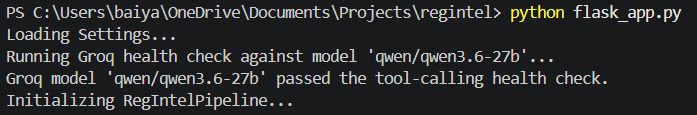 PS C:\Users\baiya\OneDrive\Documents\Projects\regintel> python flask_app.py
Loading Settings...
Running Groq health check against model 'qwen/qwen3.6-27b'...
Groq model 'qwen/qwen3.6-27b' passed the tool-calling health check.
Initializing RegIntelPipeline...